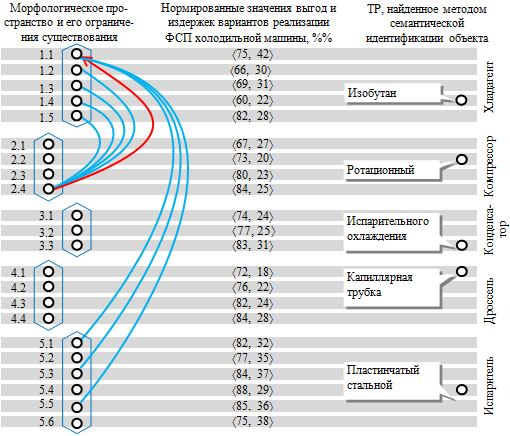 Морфологическое про-
странство и его ограниче-
ния существования
Нормированные значения выгод и
издержек вариантов реализации
ФСП холодильной машины, %%
ТР, найденное методом
семантической
идентификации объекта
1.1 ⟨75, 42⟩
1.2 ⟨66, 30⟩
1.3 ⟨69, 31⟩
1.4 ⟨60, 22⟩
1.5 ⟨82, 28⟩
Изобутан
Хладагент
2.1 ⟨67, 27⟩
2.2 ⟨73, 20⟩
2.3 ⟨80, 23⟩
2.4 ⟨84, 25⟩
Ротационный
Компрессор
3.1 ⟨74, 24⟩
3.2 ⟨77, 25⟩
3.3 ⟨83, 31⟩
Испарительного
охлаждения
Конденса-
тор
4.1 ⟨72, 18⟩
4.2 ⟨76, 22⟩
4.3 ⟨82, 24⟩
4.4 ⟨84, 28⟩
Капиллярная
трубка
Дроссель
5.1 ⟨82, 32⟩
5.2 ⟨77, 35⟩
5.3 ⟨84, 37⟩
5.4 ⟨88, 29⟩
5.5 ⟨85, 36⟩
5.6 ⟨75, 38⟩
Пластинчатый
стальной
Испаритель